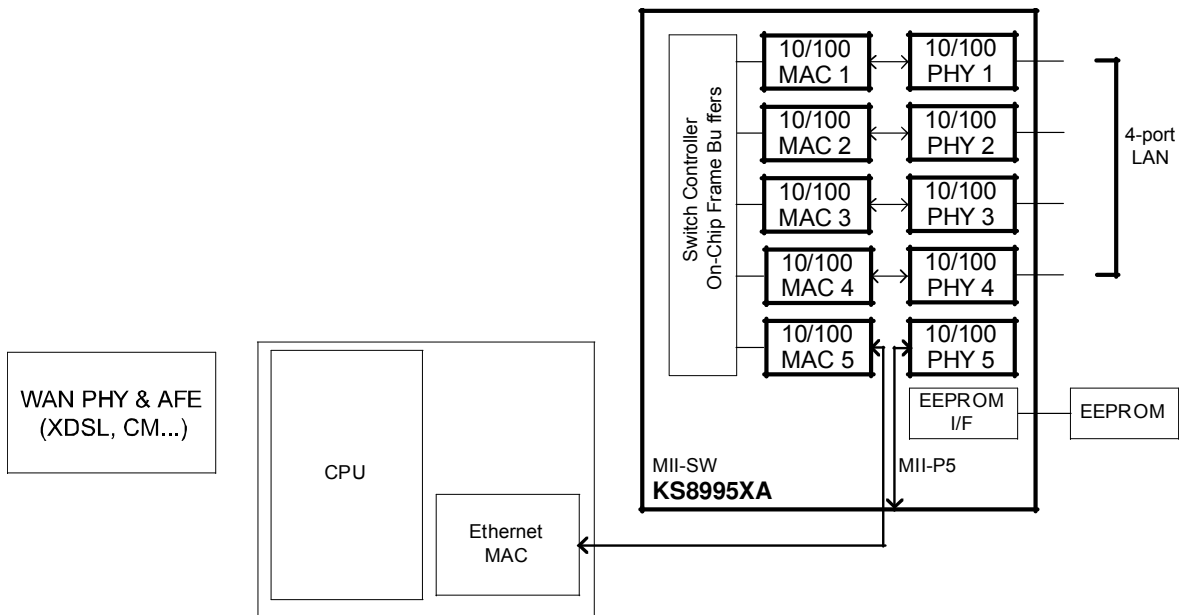 Switch Controller
On-Chip Frame Bu ffers
10/100
MAC 1
10/100
PHY 1
10/100
MAC 2
10/100
PHY 2
10/100
MAC 3
10/100
PHY 3
10/100
MAC 4
10/100
PHY 4
10/100
MAC 5
10/100
PHY 5
4-port
LAN
EEPROM
I/F
EEPROM
MII-SW
MII-P5
KS8995XA
WAN PHY & AFE
(XDSL, CM...)
CPU
Ethernet
MAC